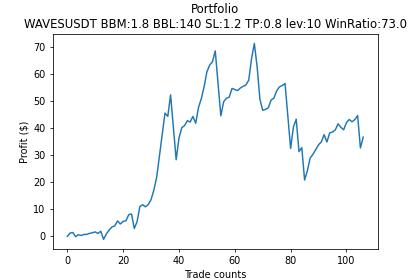 Portfolio
WAVESUSDT BBM:1.8 BBL:140 SL:1.2 TP:0.8 lev:10 WinRatio:73.0
70
60
50
40
30
20
10
0
Profit ($)
0 20 40 60 80 100
Trade counts